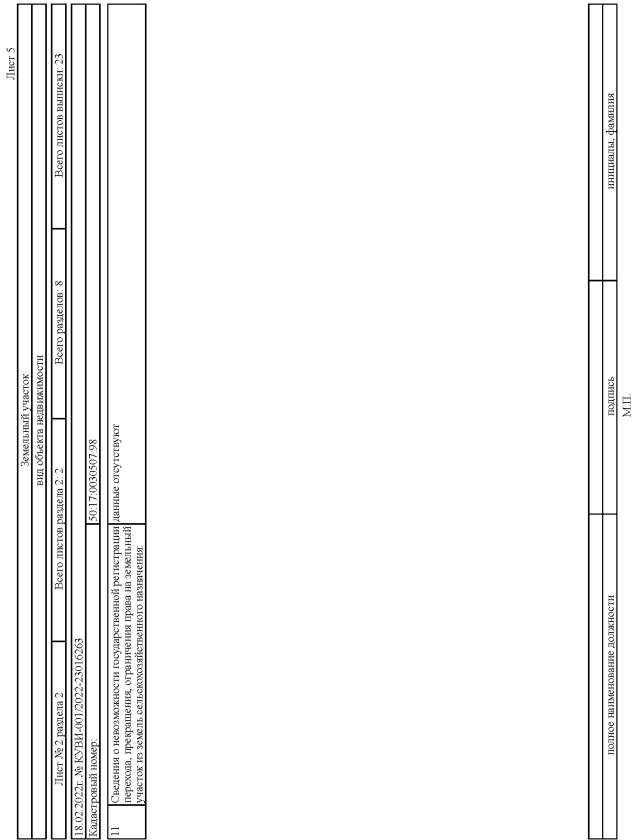 Лист 5
Земельный участок
вид объекта недвижимости
Лист № 2 раздела 2 Всего листов раздела 2: 2 Всего разделов: 8 Всего листов выписки: 23
18.02.2022г. № КУВИ-001/2022-23016263
Кадастровый номер: 50:17:0030507:98
11 Сведения о невозможности государственной регистрации данные отсутствуют
перехода, прекращения, ограничения права на земельный
участок из земель сельскохозяйственного назначения:
полное наименование должности подпись инициалы, фамилия
М.П.